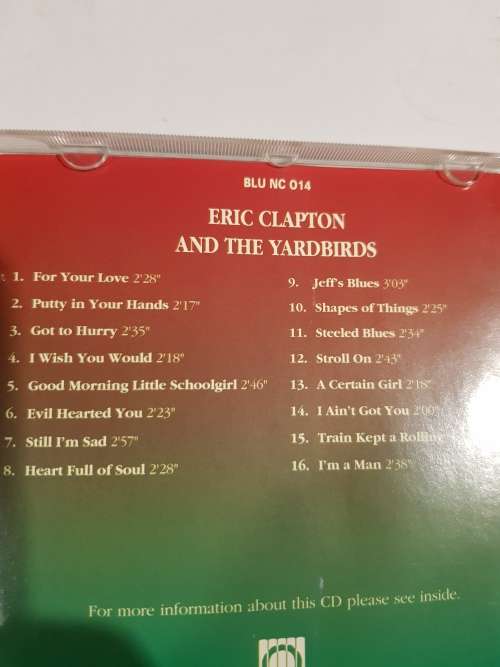 BLU NC 014
ERIC CLAPTON
AND THE YARDBIRDS
1. For Your Love 2'28"
2. Putty in Your Hands 2'17"
3. Got to Hurry 2'35"
4. I Wish You Would 2'18"
5. Good Morning Little Schoolgirl 2'46"
6. Evil Hearted You 2'23"
7. Still I'm Sad 2'57"
8. Heart Full of Soul 2'28"
9. Jeff's Blues 3'03"
10. Shapes of Things 2'25"
11. Steeled Blues 2'34"
12. Stroll On 2'43"
13. A Certain Girl 2'18"
14. I Ain't Got You 2'00"
15. Train Kept a Rolling
16. I'm a Man 2'38"
For more information about this CD please see inside.